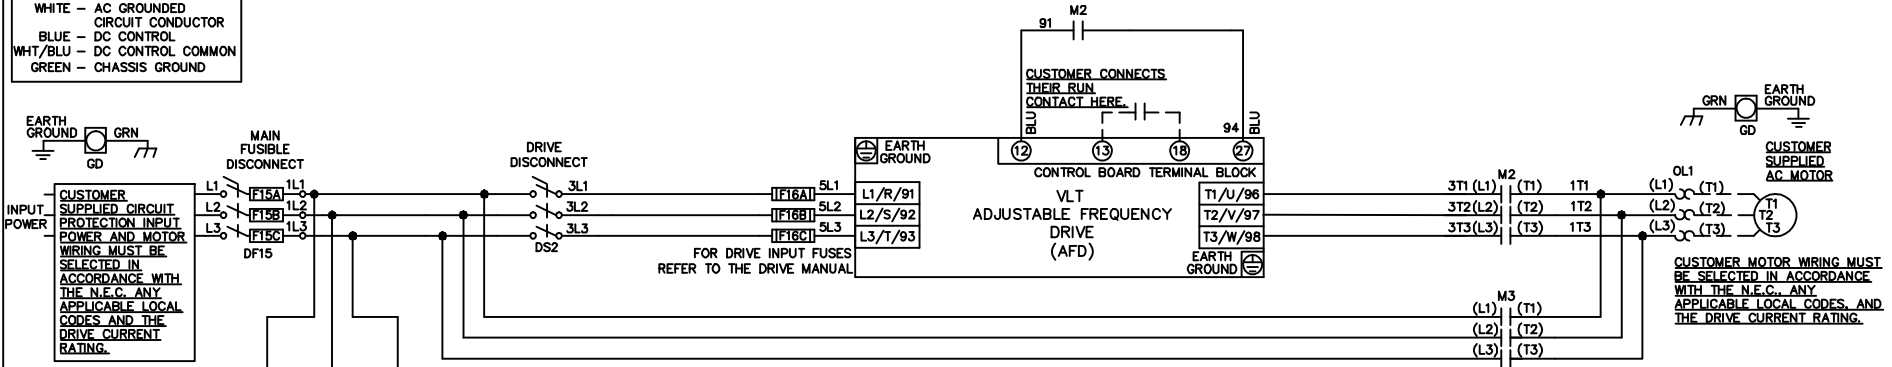 WHITE – AC GROUNDED
CIRCUIT CONDUCTOR
BLUE – DC CONTROL
WHT/BLU – DC CONTROL COMMON
GREEN – CHASSIS GROUND
EARTH
GROUND
GRN
GD
MAIN
FUSIBLE
DISCONNECT
INPUT
POWER
CUSTOMER
SUPPLIED CIRCUIT
PROTECTION INPUT
POWER AND MOTOR
WIRING MUST BE
SELECTED IN
ACCORDANCE WITH
THE N.E.C. ANY
APPLICABLE LOCAL
CODES AND THE
DRIVE CURRENT
RATING.
L1 F15A 1L1
L2 F15B 1L2
L3 F15C 1L3
DF15
DRIVE
DISCONNECT
3L1
3L2
3L3
DS2
F16A 5L1
F16B 5L2
F16C 5L3
FOR DRIVE INPUT FUSES
REFER TO THE DRIVE MANUAL
M2
91
CUSTOMER CONNECTS
THEIR RUN
CONTACT HERE.
BLU
94
BLU
12 13 18 27
CONTROL BOARD TERMINAL BLOCK
EARTH
GROUND
L1/R/91
L2/S/92
L3/T/93
VLT
ADJUSTABLE FREQUENCY
DRIVE
(AFD)
T1/U/96
T2/V/97
T3/W/98
EARTH
GROUND
M2
3T1 (L1) (T1) 1T1
3T2(L2) (T2) 1T2
3T3(L3) (T3) 1T3
M3
(L1) (T1)
(L2) (T2)
(L3) (T3)
OL1
(L1) (T1)
(L2) (T2)
(L3) (T3)
T1
T2
T3
GRN
GD
EARTH
GROUND
CUSTOMER
SUPPLIED
AC MOTOR
CUSTOMER MOTOR WIRING MUST
BE SELECTED IN ACCORDANCE
WITH THE N.E.C., ANY
APPLICABLE LOCAL CODES, AND
THE DRIVE CURRENT RATING.